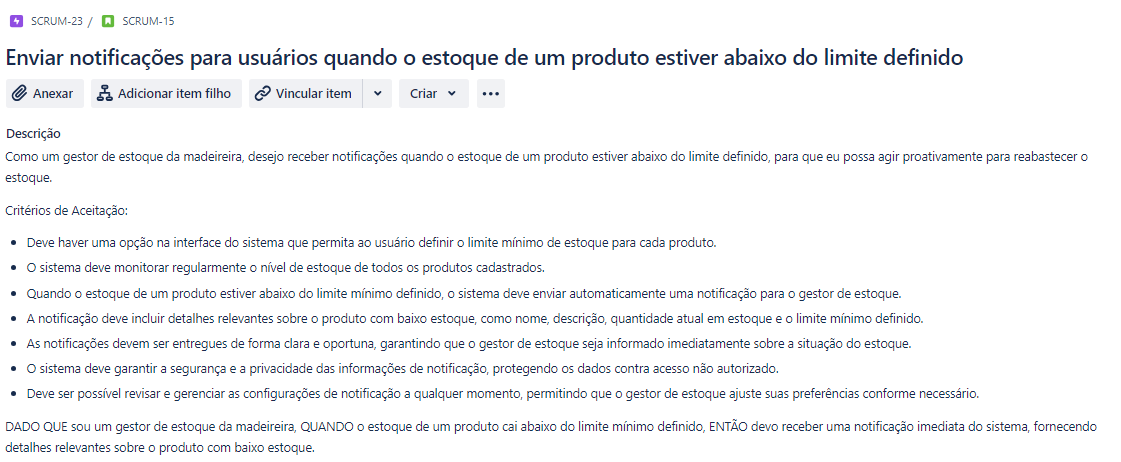 SCRUM-23 / SCRUM-15
Enviar notificações para usuários quando o estoque de um produto estiver abaixo do limite definido
Anexar Adicionar item filho Vincular item Criar
Descrição
Como um gestor de estoque da madeireira, desejo receber notificações quando o estoque de um produto estiver abaixo do limite definido, para que eu possa agir proativamente para reabastecer o
estoque.
Critérios de Aceitação:
• Deve haver uma opção na interface do sistema que permita ao usuário definir o limite mínimo de estoque para cada produto.
• O sistema deve monitorar regularmente o nível de estoque de todos os produtos cadastrados.
• Quando o estoque de um produto estiver abaixo do limite mínimo definido, o sistema deve enviar automaticamente uma notificação para o gestor de estoque.
• A notificação deve incluir detalhes relevantes sobre o produto com baixo estoque, como nome, descrição, quantidade atual em estoque e o limite mínimo definido.
• As notificações devem ser entregues de forma clara e oportuna, garantindo que o gestor de estoque seja informado imediatamente sobre a situação do estoque.
• O sistema deve garantir a segurança e a privacidade das informações de notificação, protegendo os dados contra acesso não autorizado.
• Deve ser possível revisar e gerenciar as configurações de notificação a qualquer momento, permitindo que o gestor de estoque ajuste suas preferências conforme necessário.
DADO QUE sou um gestor de estoque da madeireira, QUANDO o estoque de um produto cai abaixo do limite mínimo definido, ENTÃO devo receber uma notificação imediata do sistema, fornecendo
detalhes relevantes sobre o produto com baixo estoque.